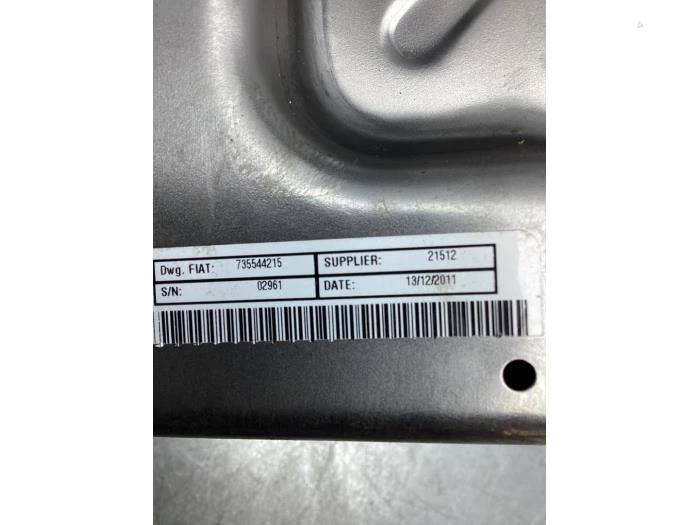 Dwg. FIAT: 735544215 SUPPLIER: 21512
S/N: 02961 DATE: 13/12/2011